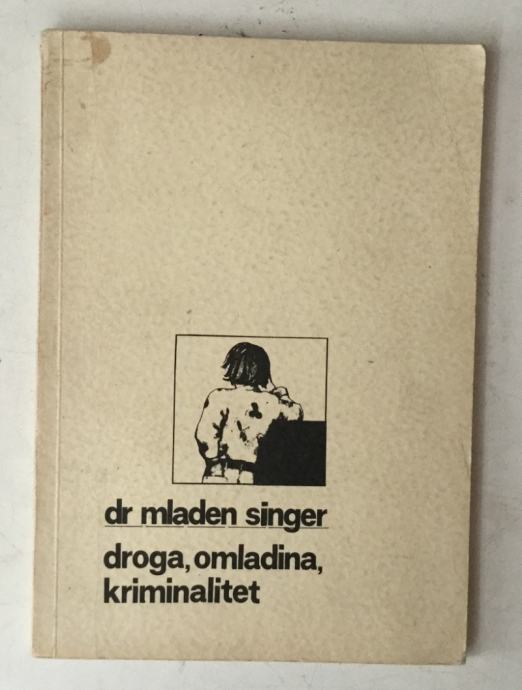 dr mladen singer
droga, omladina,
kriminalitet